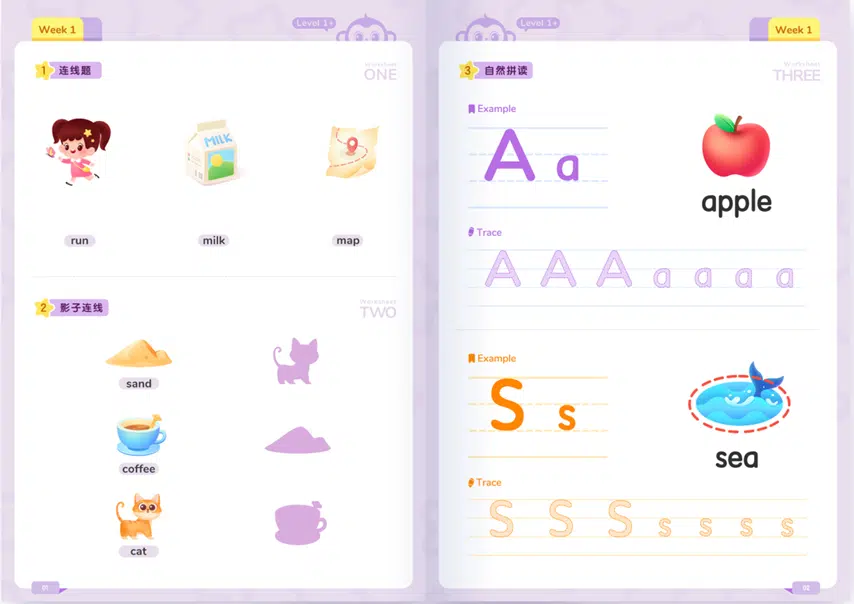 Week 1
Level 1+
1 连线题
Worksheet
ONE
MILK
run
milk
map
2 影子连线
Worksheet
TWO
sand
coffee
cat
01
Level 1+
Week 1
3 自然拼读
Worksheet
THREE
Example
A a
apple
Trace
A A A a a a a
Example
S s
sea
Trace
S S S s s s s
02